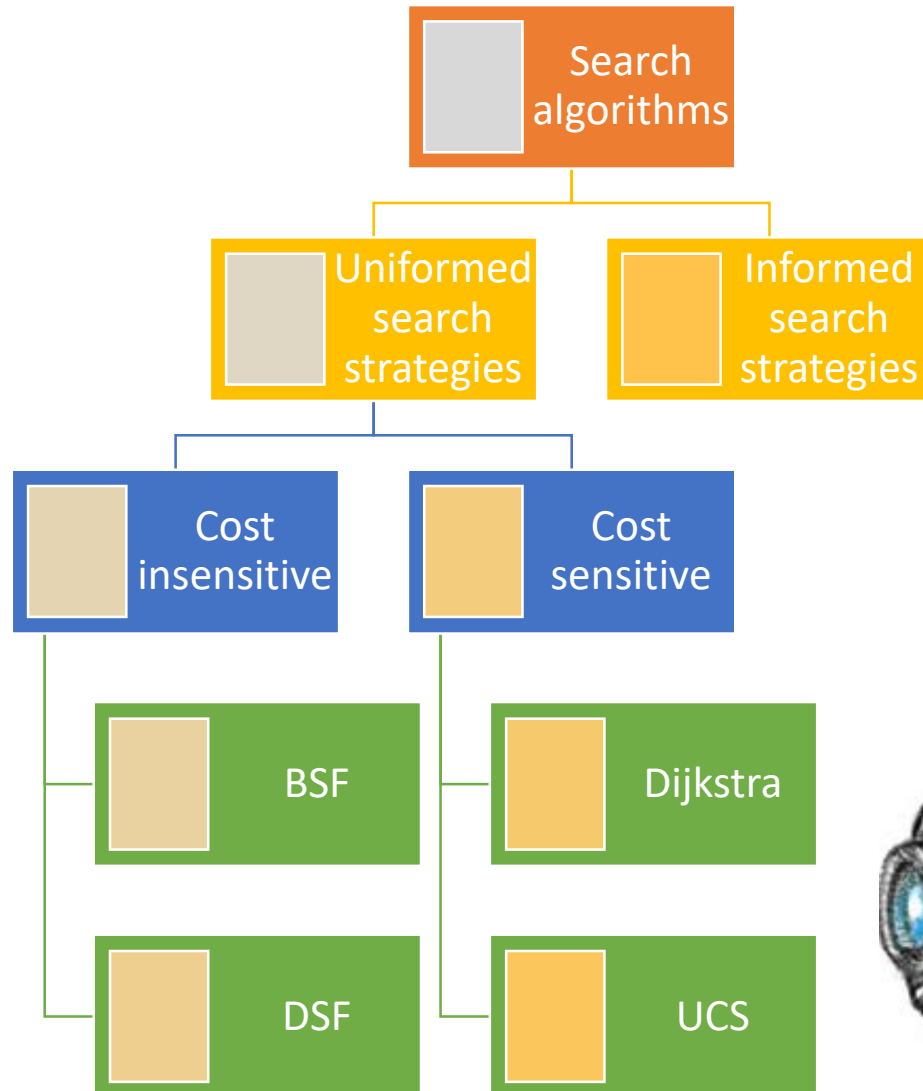 Search
algorithms
Uniformed
search
strategies
Informed
search
strategies
Cost
insensitive
Cost
sensitive
BSF
Dijkstra
DSF
UCS